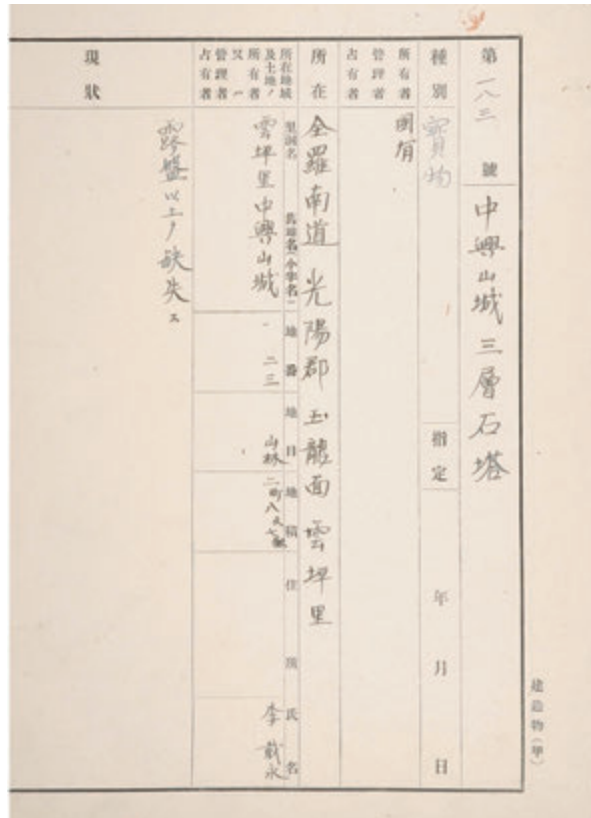 第一八三號
中興山城三層石塔
種別 寶物 指定 年 月 日
所有者 管理者 占有者
國有
所在 全羅南道 光陽郡 玉龍面 雲坪里
所在地域及土地ノ所有者又ハ管理者占有者
里洞名 地番 地目 地積 住所 氏名
雲坪里中興山城 二三 山林 二町八 李載永
現狀
露盤以上ノ缺失ス
建造物(甲)